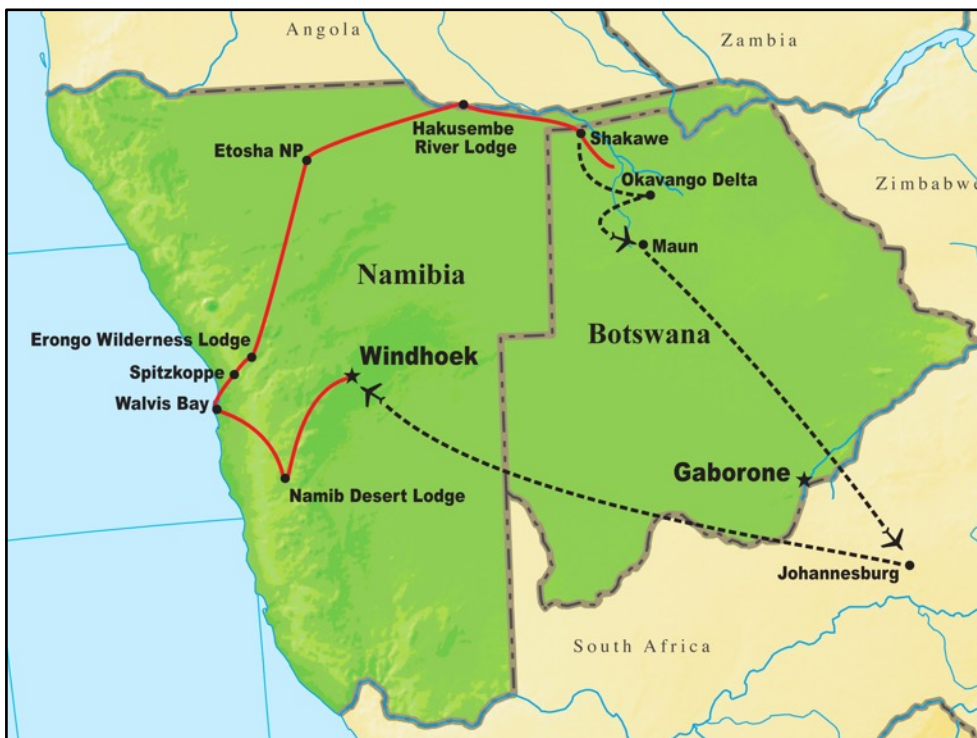 Angola
Zambia
Hakusembe
River Lodge
Shakawe
Etosha NP
Okavango Delta
Zimbabwe
Maun
Namibia
Botswana
Erongo Wilderness Lodge
Windhoek
Spitzkoppe
Walvis Bay
Gaborone
Namib Desert Lodge
Johannesburg
South Africa